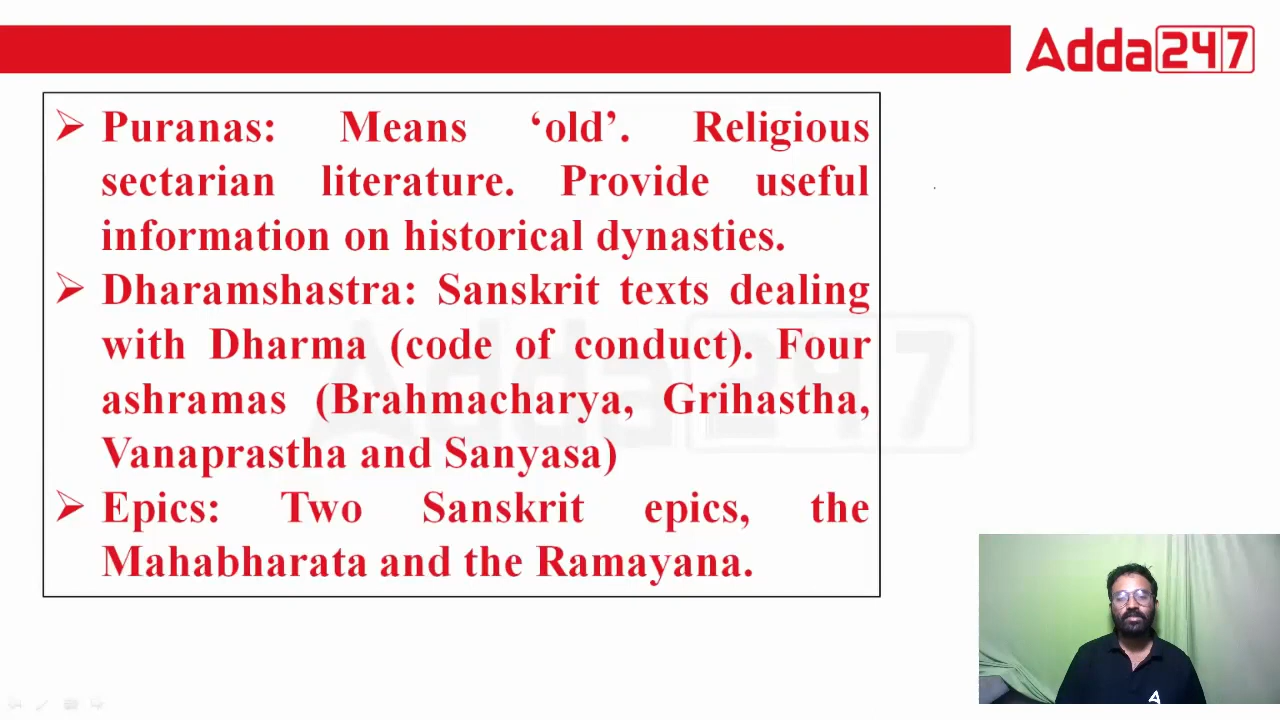 Adda247
➢ Puranas: Means ‘old’. Religious
sectarian literature. Provide useful
information on historical dynasties.
➢ Dharamshastra: Sanskrit texts dealing
with Dharma (code of conduct). Four
ashramas (Brahmacharya, Grihastha,
Vanaprastha and Sanyasa)
➢ Epics: Two Sanskrit epics, the
Mahabharata and the Ramayana.
Adda247